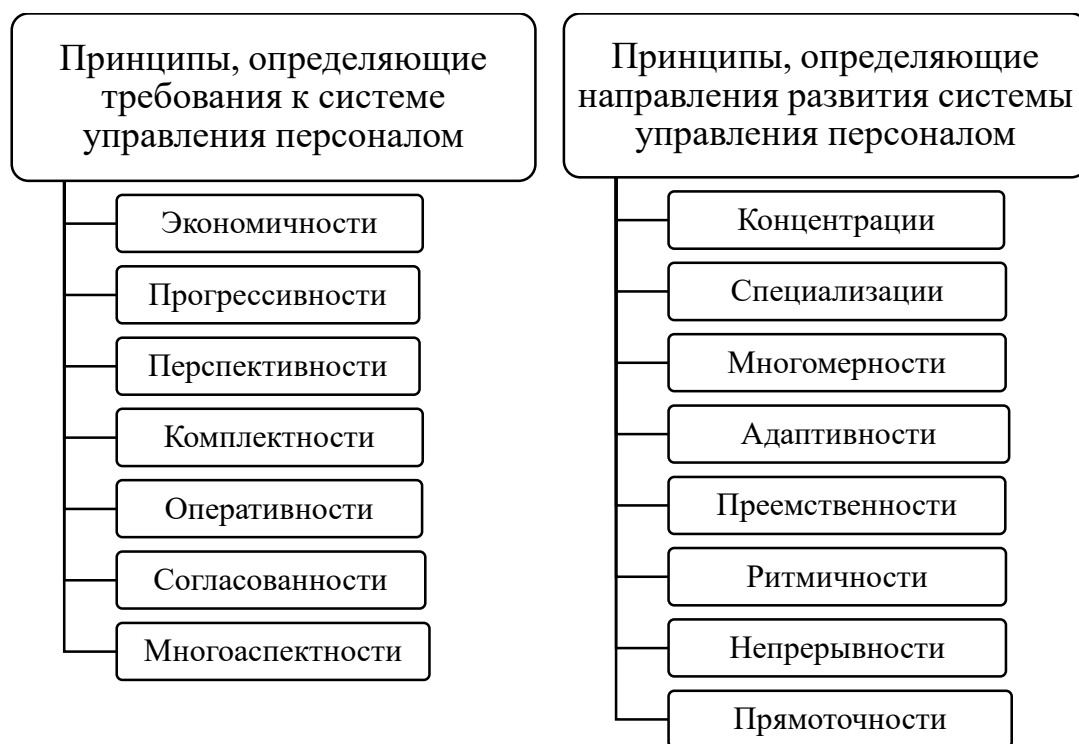 Принципы, определяющие
требования к системе
управления персоналом
Экономичности
Прогрессивности
Перспективности
Комплектности
Оперативности
Согласованности
Многоаспектности
Принципы, определяющие
направления развития системы
управления персоналом
Концентрации
Специализации
Многомерности
Адаптивности
Преемственности
Ритмичности
Непрерывности
Прямоточности